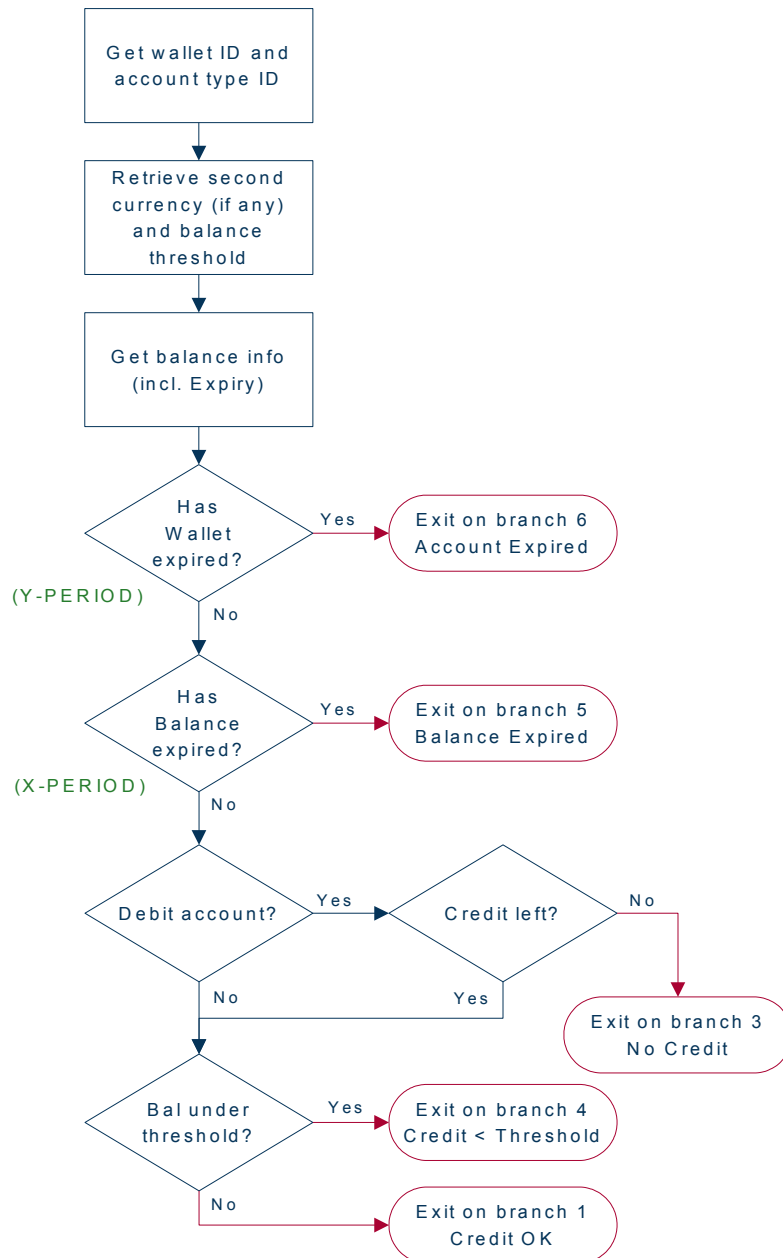 Get wallet ID and
account type ID
Retrieve second
currency (if any)
and balance
threshold
Get balance info
(incl. Expiry)
Has
Wallet
expired?
Yes
Exit on branch 6
Account Expired
(Y-PERIOD)
No
Has
Balance
expired?
Yes
Exit on branch 5
Balance Expired
(X-PERIOD)
No
Debit account?
Yes
Credit left?
No
No
Yes
Exit on branch 3
No Credit
Bal under
threshold?
Yes
Exit on branch 4
Credit < Threshold
No
Exit on branch 1
Credit OK